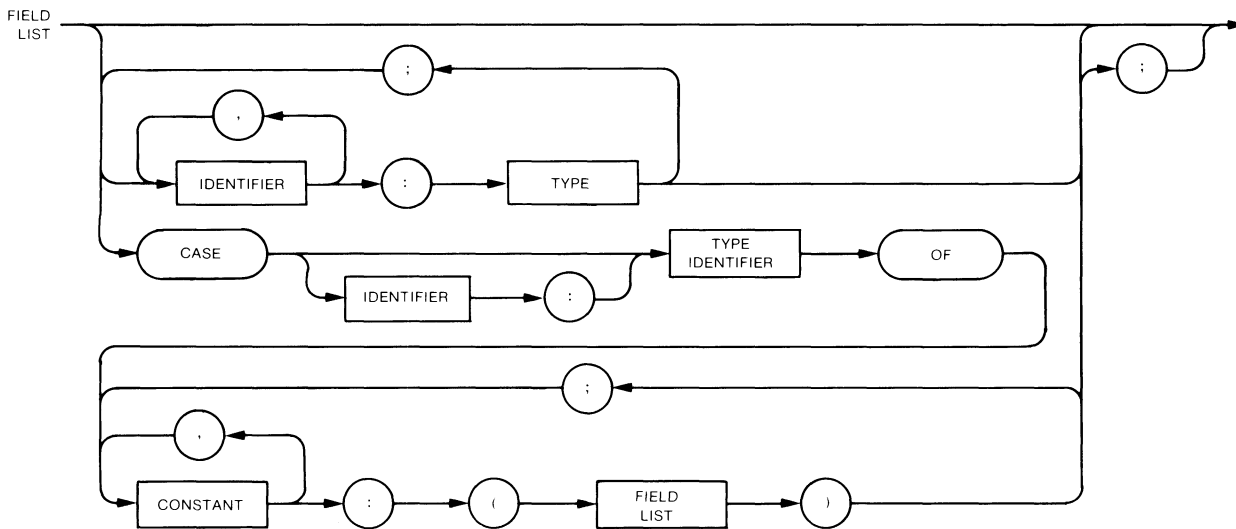 FIELD
LIST
;
;
,
IDENTIFIER
:
TYPE
CASE
TYPE
IDENTIFIER
OF
IDENTIFIER
:
;
,
CONSTANT
:
(
FIELD
LIST
)